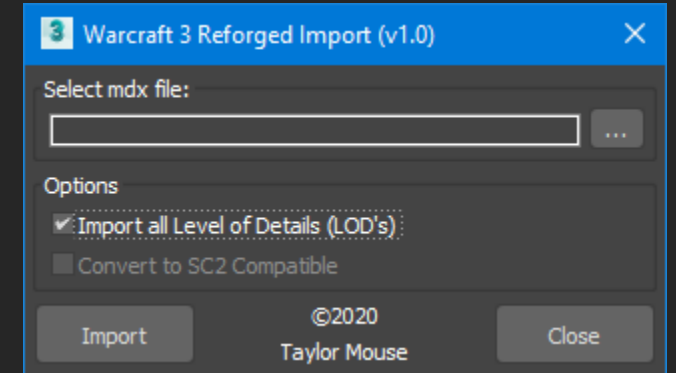 3 Warcraft 3 Reforged Import (v1.0)
Select mdx file:
...
Options
Import all Level of Details (LOD's)
Convert to SC2 Compatible
Import
©2020
Taylor Mouse
Close